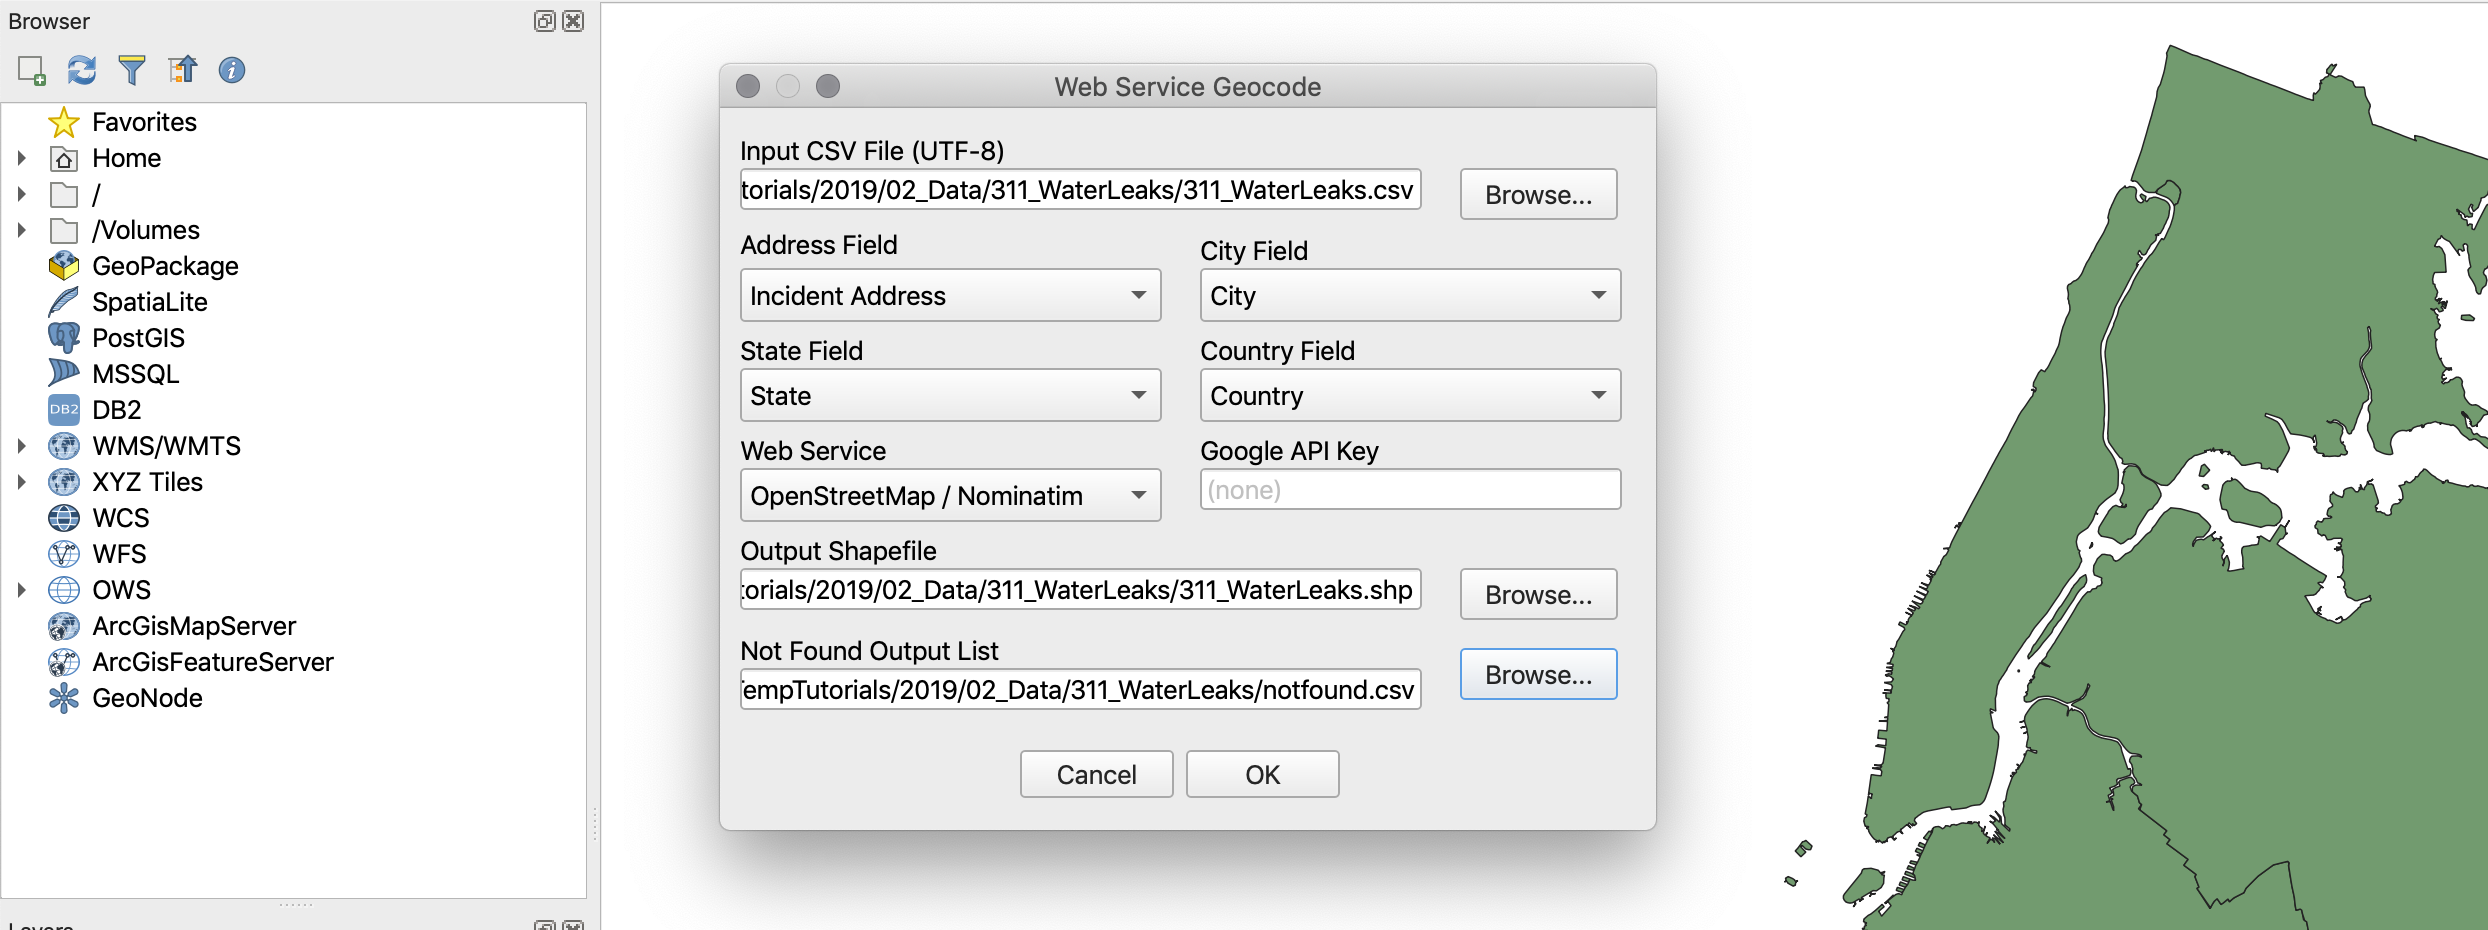 Browser
Favorites
Home
/
/Volumes
GeoPackage
SpatiaLite
PostGIS
MSSQL
DB2 DB2
WMS/WMTS
XYZ Tiles
WCS
WFS
OWS
ArcGisMapServer
ArcGisFeatureServer
GeoNode
Layers
Web Service Geocode
Input CSV File (UTF-8)
torials/2019/02_Data/311_WaterLeaks/311_WaterLeaks.csv Browse...
Address Field City Field
Incident Address City
State Field Country Field
State Country
Web Service Google API Key
OpenStreetMap / Nominatim (none)
Output Shapefile
orials/2019/02_Data/311_WaterLeaks/311_WaterLeaks.shp Browse...
Not Found Output List
empTutorials/2019/02_Data/311_WaterLeaks/notfound.csv Browse...
Cancel OK